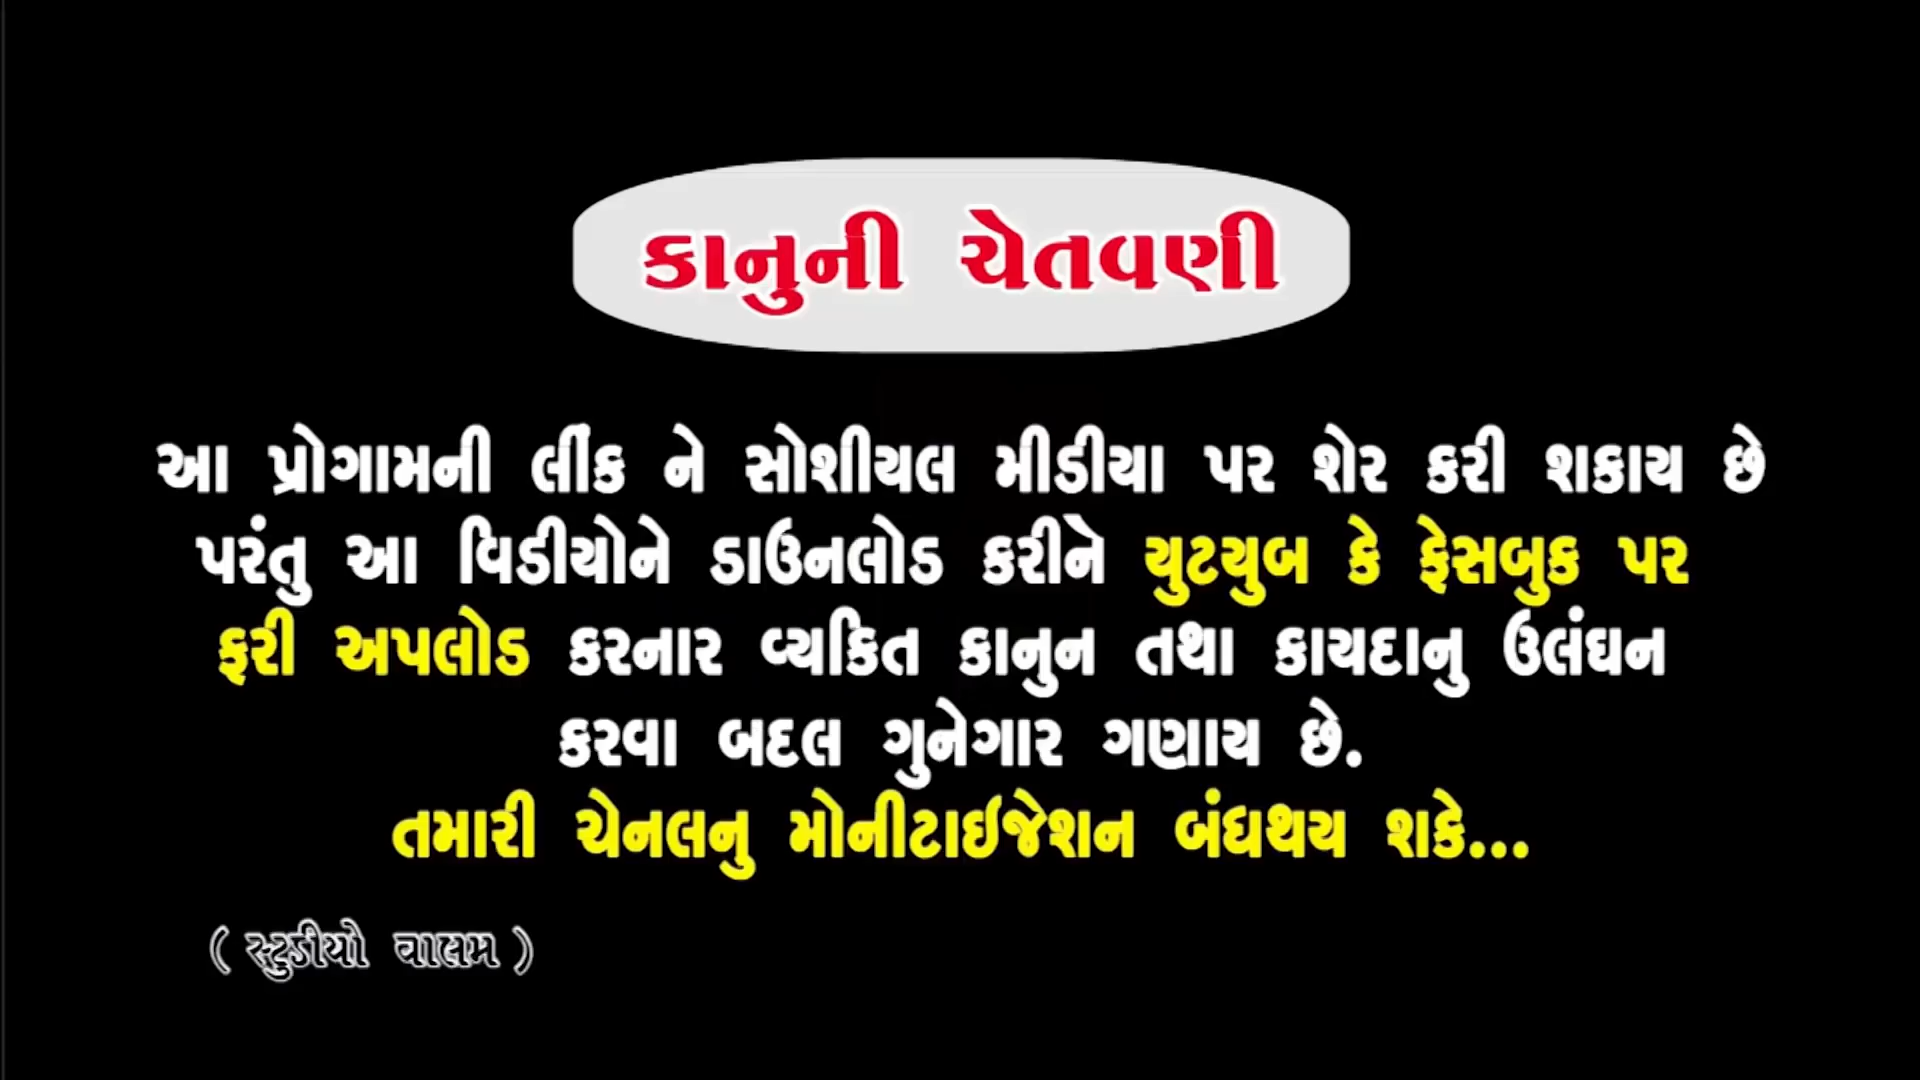 કાનુની ચેતવણી
આ પ્રોગામની લીંક ને સોશીયલ મીડીયા પર શેર કરી શકાય છે
પરંતુ આ વિડીયોને ડાઉનલોડ કરીને યુટયુબ કે ફેસબુક પર
ફરી અપલોડ કરનાર વ્યકિત કાનુન તથા કાયદાનુ ઉલંઘન
કરવા બદલ ગુનેગાર ગણાય છે.
તમારી ચેનલનુ મોનીટાઈજેશન બંધથય શકે...
( સ્ટુડીયો વાલમ )